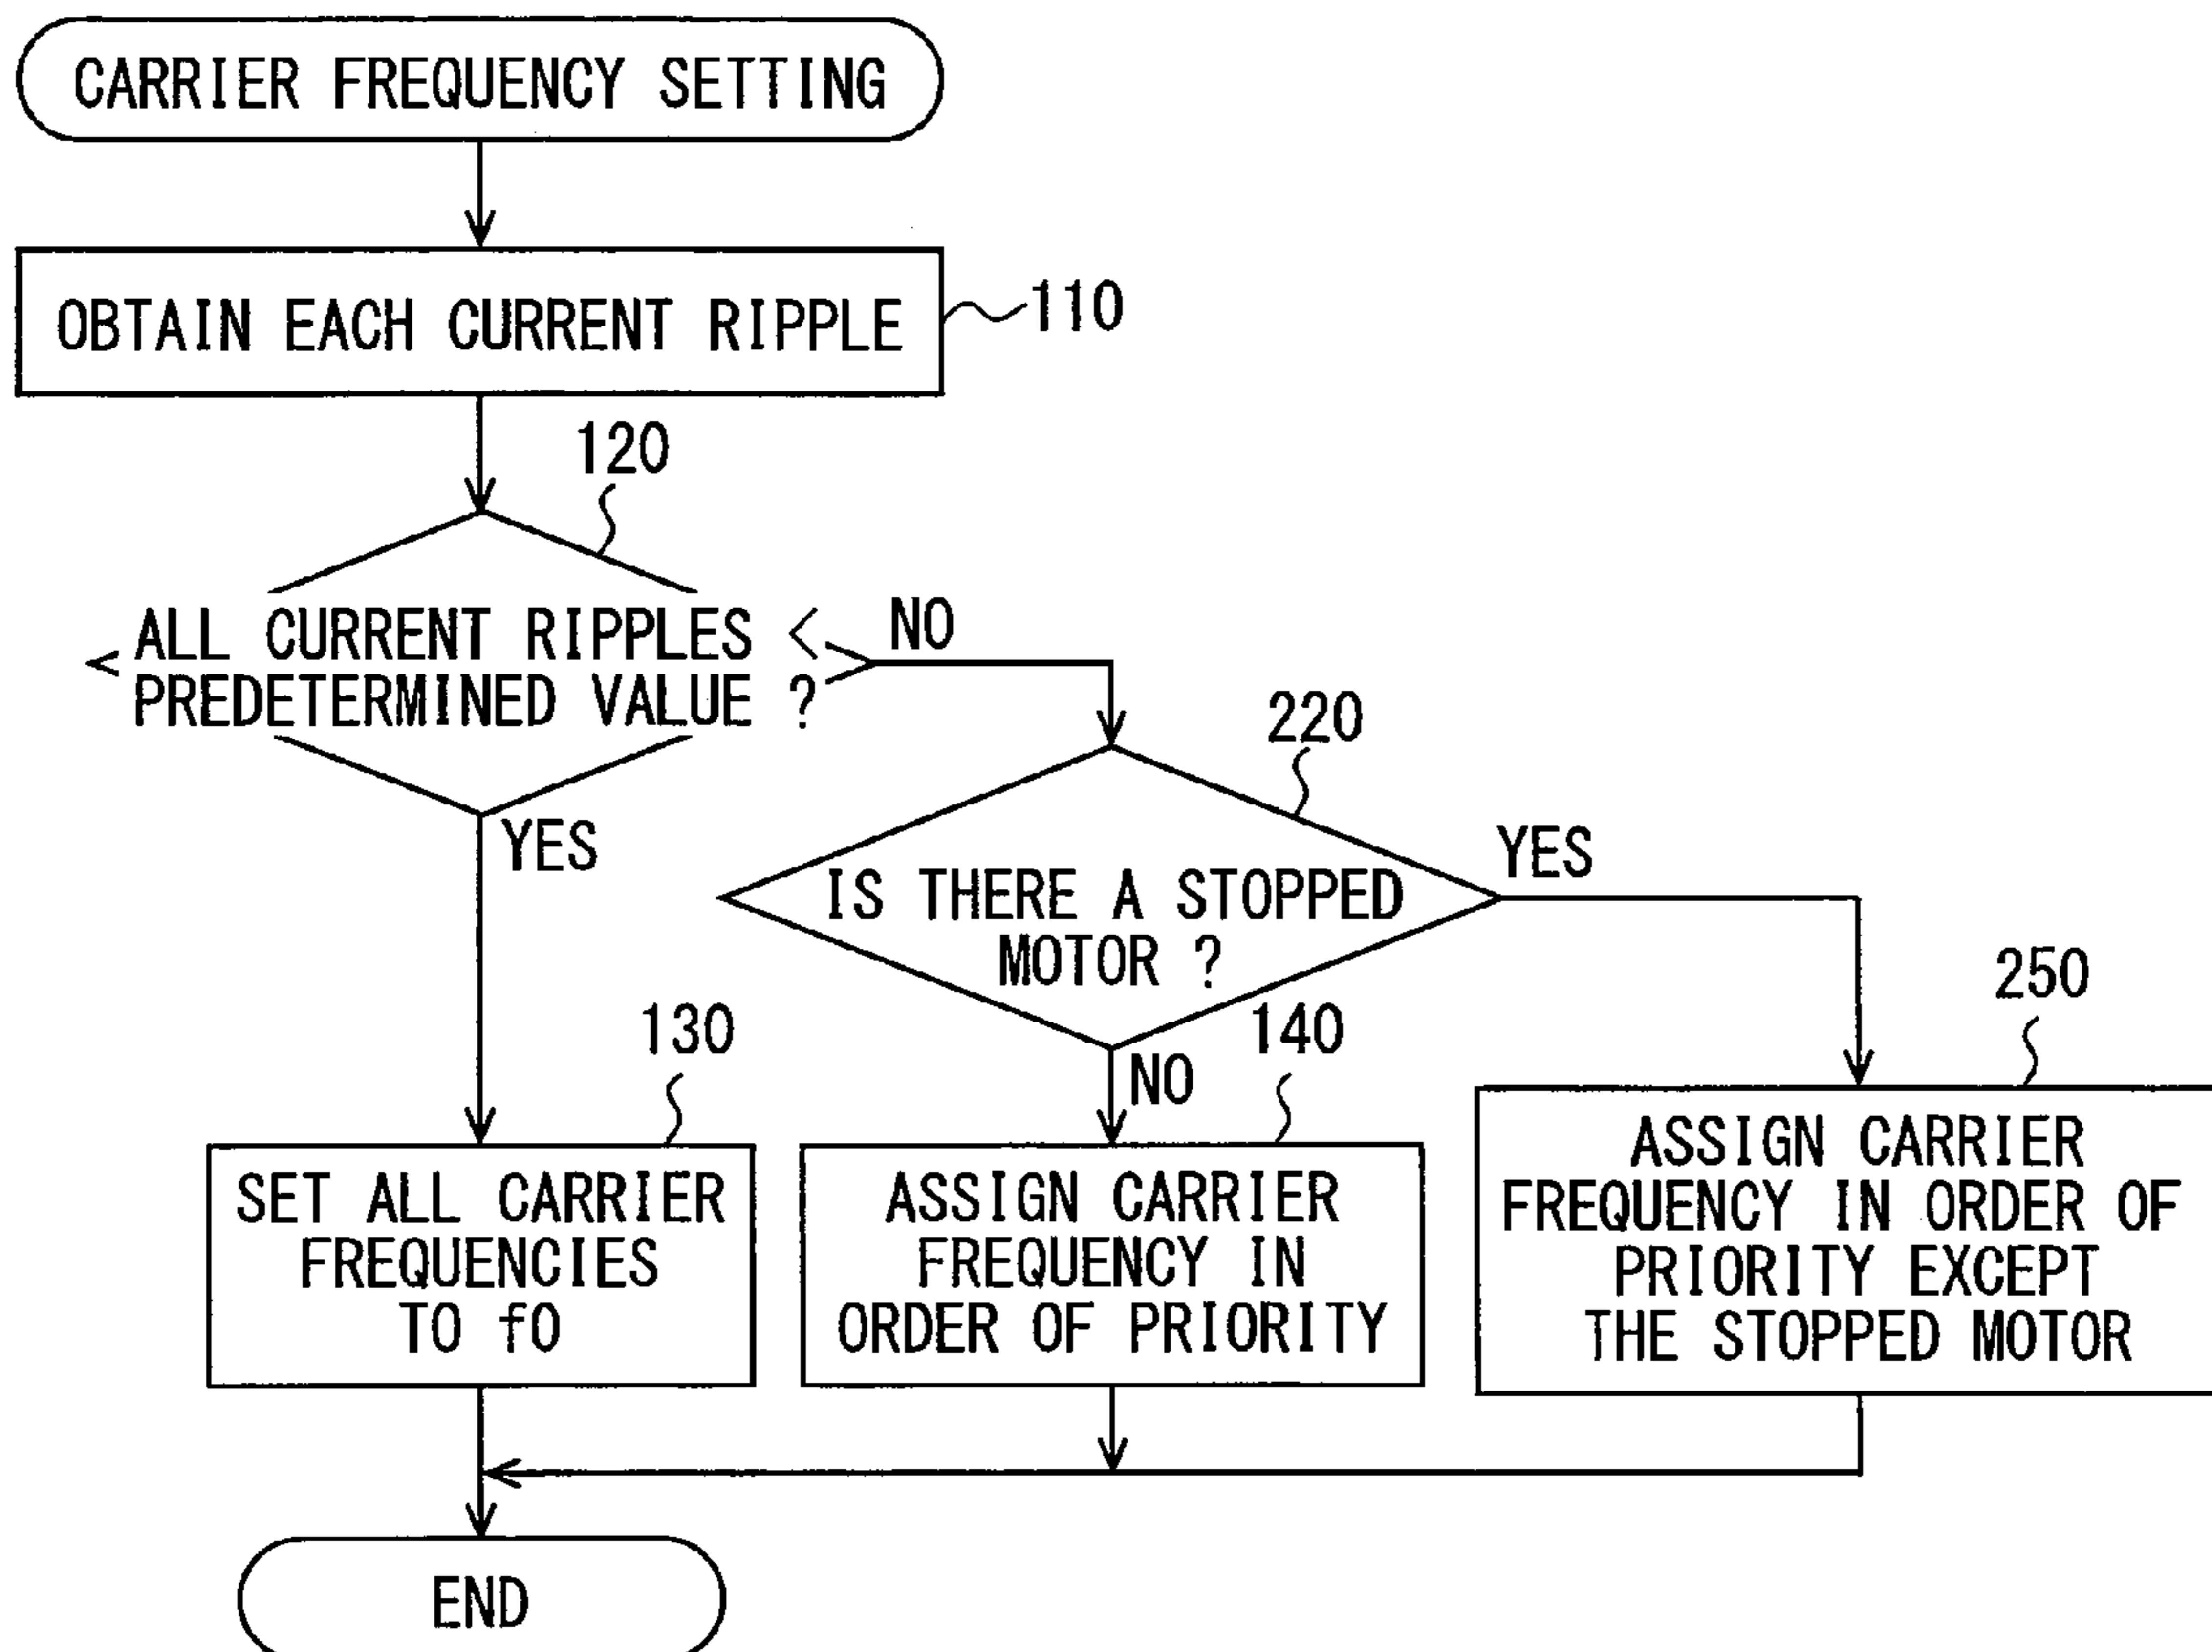 CARRIER FREQUENCY SETTING
OBTAIN EACH CURRENT RIPPLE
110
120
ALL CURRENT RIPPLES <
PREDETERMINED VALUE ?
NO
YES
220
IS THERE A STOPPED
MOTOR ?
YES
NO
130
SET ALL CARRIER
FREQUENCIES
TO f0
140
ASSIGN CARRIER
FREQUENCY IN
ORDER OF PRIORITY
250
ASSIGN CARRIER
FREQUENCY IN ORDER OF
PRIORITY EXCEPT
THE STOPPED MOTOR
END